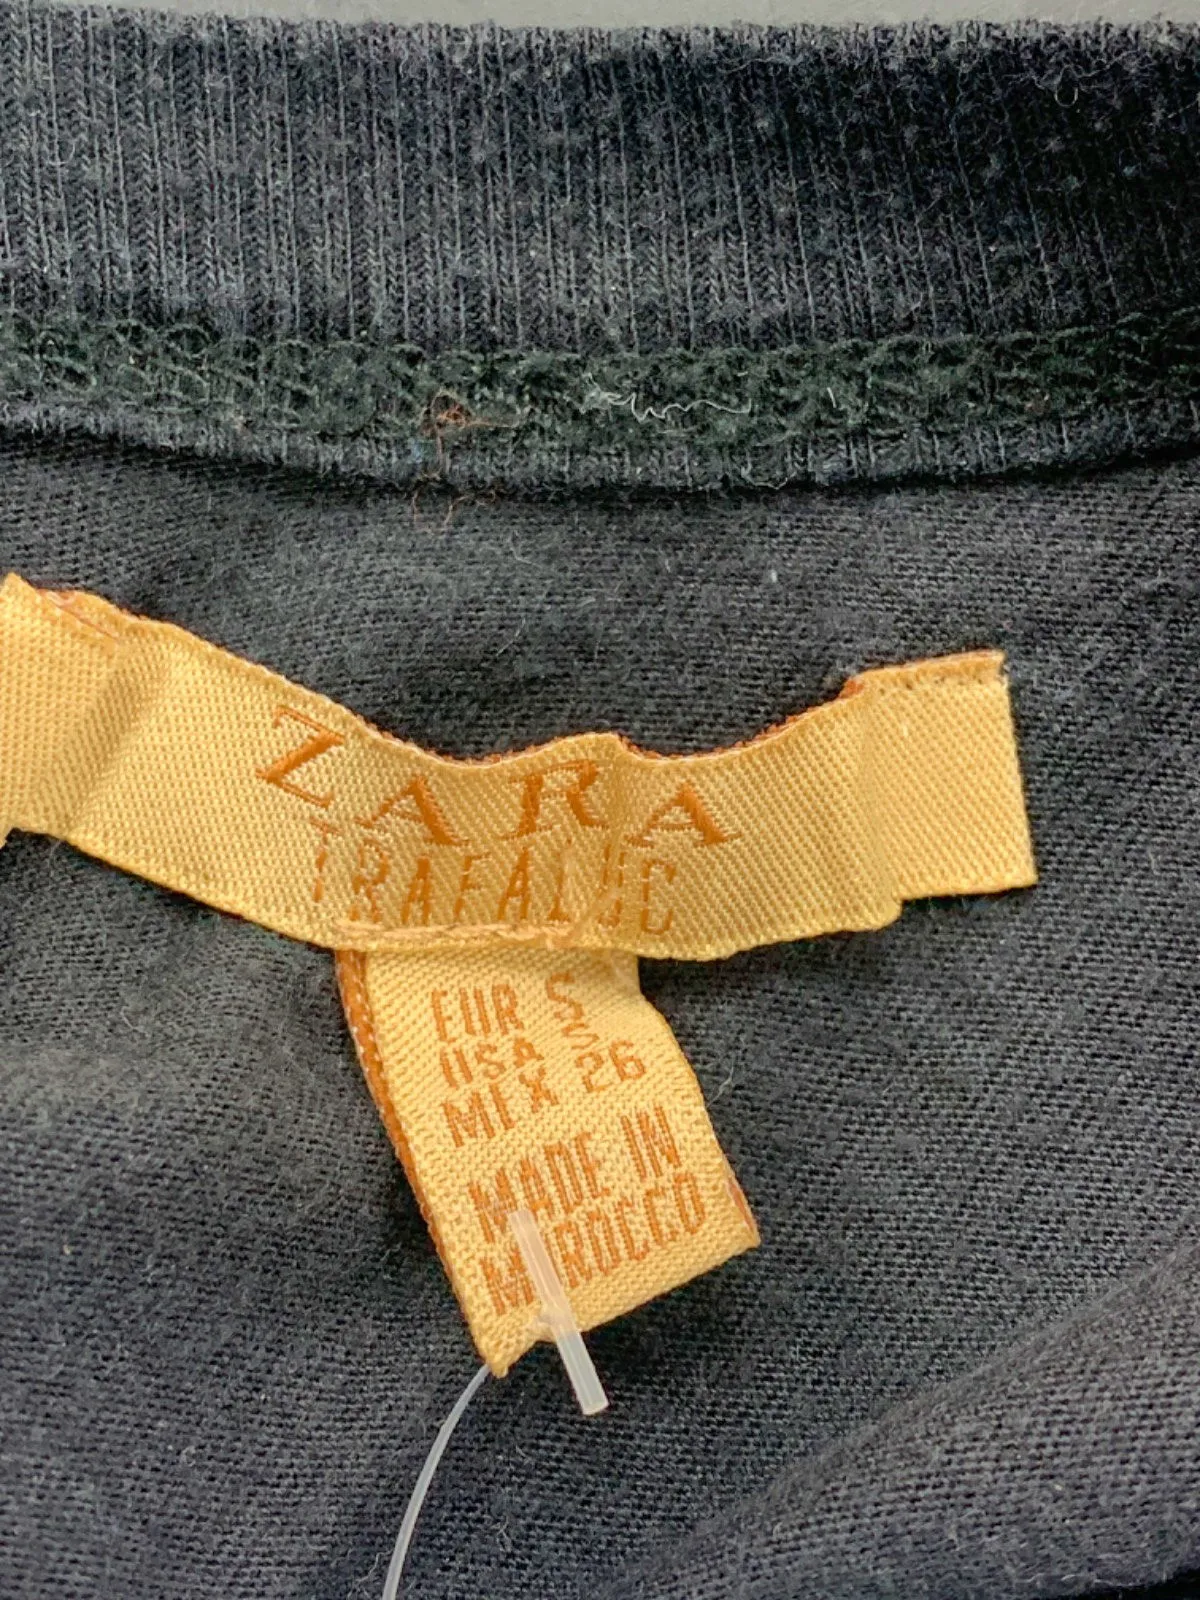 ZARA
TRAFALUC
EUR S
USA S
MEX 26
MADE IN
MOROCCO